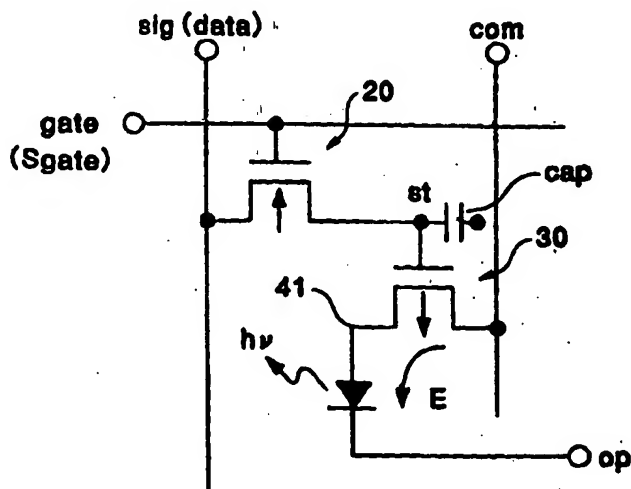 sig (data)
com
gate
(Sgate)
20
st
cap
30
41
hν
E
op